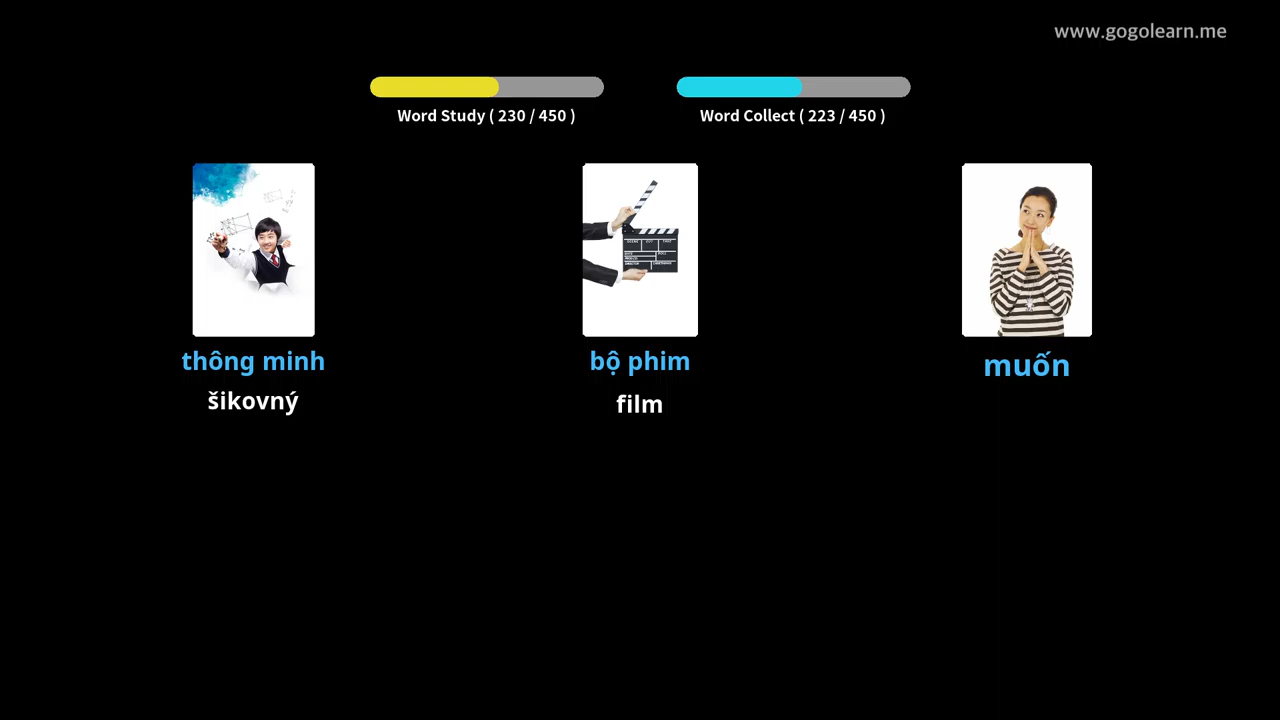 www.gogolearn.me
Word Study ( 230 / 450 )
Word Collect ( 223 / 450 )
thông minh
bộ phim
muốn
šikovný
film